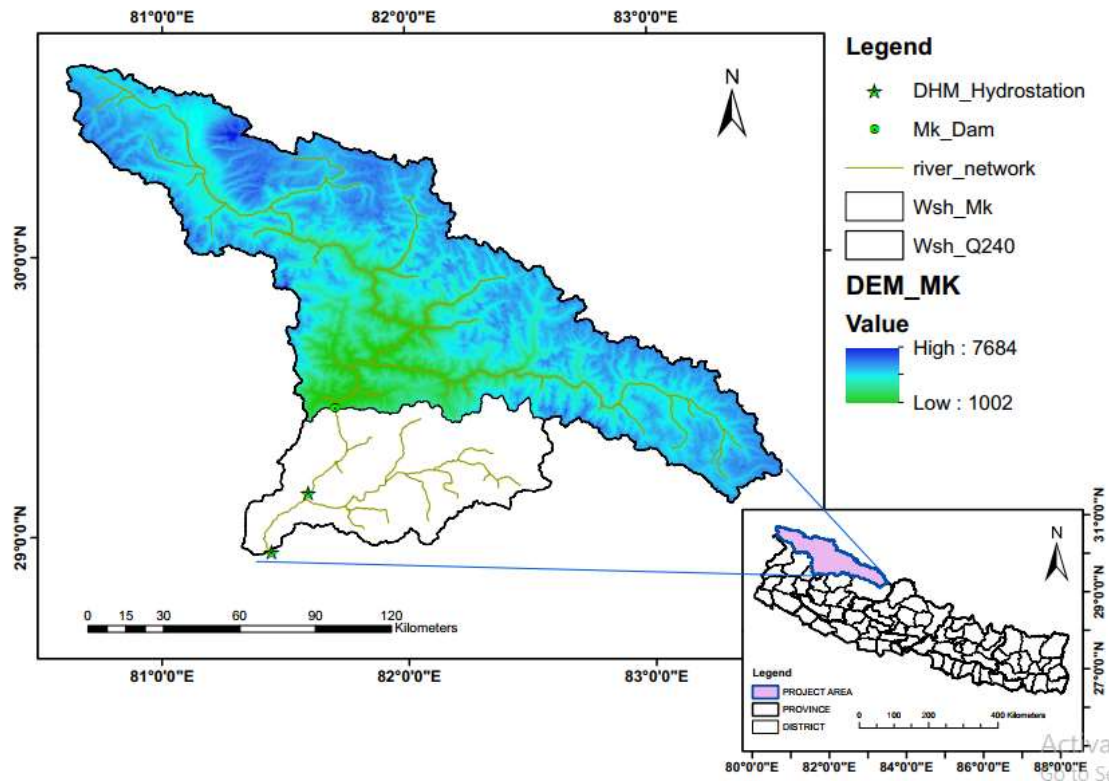 81°0'0"E 82°0'0"E 83°0'0"E
Legend
DHM_Hydrostation
Mk_Dam
river_network
Wsh_Mk
Wsh_Q240
DEM_MK
Value
High : 7684
Low : 1002
N
30°0'0"N
29°0'0"N
0 15 30 60 90 120
Kilometers
81°0'0"E 82°0'0"E 83°0'0"E
N
31°0'0"N
29°0'0"N
28°0'0"N
27°0'0"N
Legend
PROJECT AREA
PROVINCE
DISTRICT
0 100 200 400 Kilometers
80°0'0"E 82°0'0"E 84°0'0"E 86°0'0"E 88°0'0"E